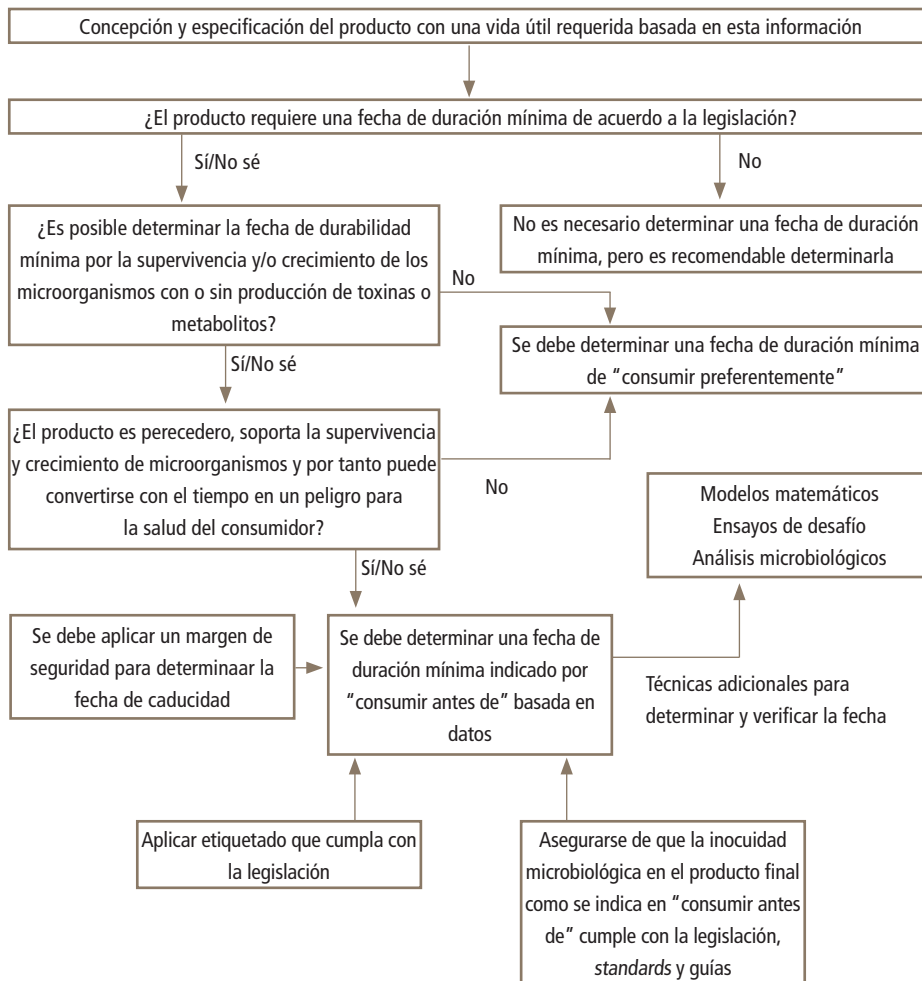 Concepción y especificación del producto con una vida útil requerida basada en esta información
¿El producto requiere una fecha de duración mínima de acuerdo a la legislación?
Sí/No sé
No
¿Es posible determinar la fecha de durabilidad
mínima por la supervivencia y/o crecimiento de los
microorganismos con o sin producción de toxinas o
metabolitos?
No es necesario determinar una fecha de duración
mínima, pero es recomendable determinarla
No
Se debe determinar una fecha de duración mínima
de “consumir preferentemente”
Sí/No sé
¿El producto es perecedero, soporta la supervivencia
y crecimiento de microorganismos y por tanto puede
convertirse con el tiempo en un peligro para
la salud del consumidor?
No
Modelos matemáticos
Ensayos de desafío
Análisis microbiológicos
Sí/No sé
Se debe aplicar un margen de
seguridad para determinaar la
fecha de caducidad
Se debe determinar una fecha de
duración mínima indicado por
“consumir antes de” basada en
datos
Técnicas adicionales para
determinar y verificar la fecha
Aplicar etiquetado que cumpla con
la legislación
Asegurarse de que la inocuidad
microbiológica en el producto final
como se indica en “consumir antes
de” cumple con la legislación,
standards y guías